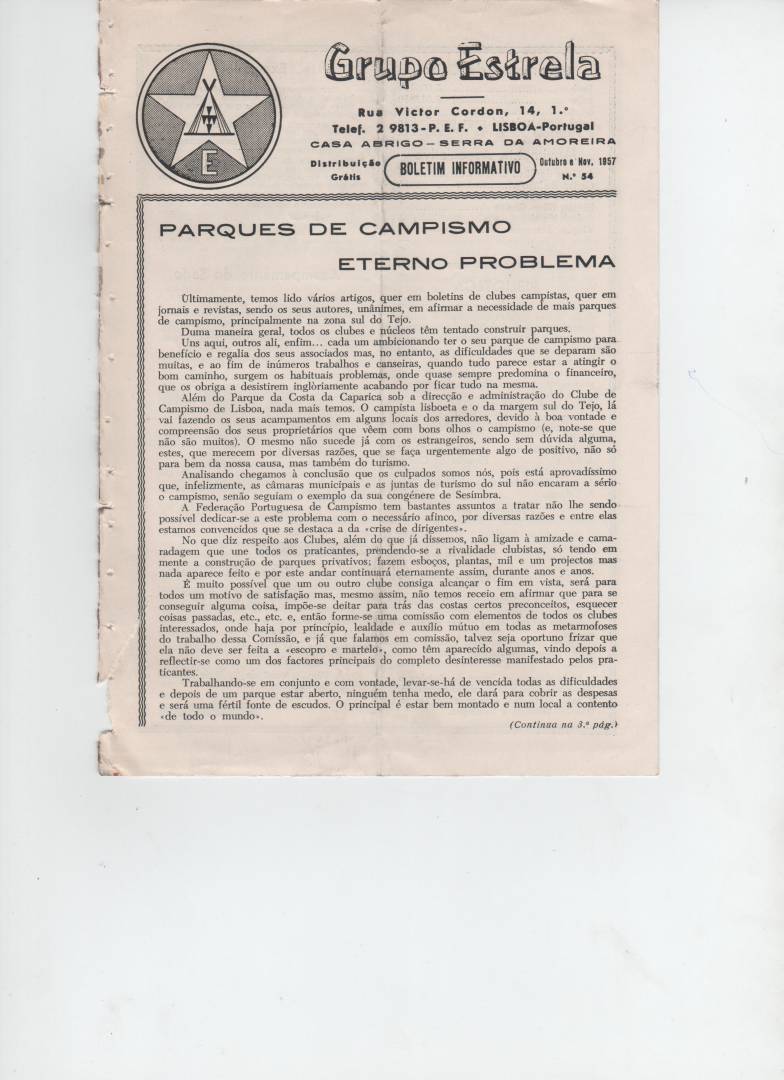 E
Grupo Estrela
Rua Victor Cordon, 14, 1.º
Telef. 2 9813 - P. E. F. • LISBOA-Portugal
CASA ABRIGO – SERRA DA AMOREIRA
Distribuição
Grátis
BOLETIM INFORMATIVO
Outubro e Nov. 1957
N.º 54
PARQUES DE CAMPISMO
ETERNO PROBLEMA
Ùltimamente, temos lido vários artigos, quer em boletins de clubes campistas, quer em
jornais e revistas, sendo os seus autores, unânimes, em afirmar a necessidade de mais parques
de campismo, principalmente na zona sul do Tejo.
Duma maneira geral, todos os clubes e núcleos têm tentado construir parques.
Uns aqui, outros ali, enfim... cada um ambicionando ter o seu parque de campismo para
benefício e regalia dos seus associados mas, no entanto, as dificuldades que se deparam são
muitas, e ao fim de inúmeros trabalhos e canseiras, quando tudo parece estar a atingir o
bom caminho, surgem os habituais problemas, onde quase sempre predomina o financeiro,
que os obriga a desistirem inglòriamente acabando por ficar tudo na mesma.
Além do Parque da Costa da Caparica sob a direcção e administração do Clube de
Campismo de Lisboa, nada mais temos. O campista lisboeta e o da margem sul do Tejo, lá
vai fazendo os seus acampamentos em alguns locais dos arredores, devido à boa vontade e
compreensão dos seus proprietários que vêem com bons olhos o campismo (e, note-se que
não são muitos). O mesmo não sucede já com os estrangeiros, sendo sem dúvida alguma,
estes, que merecem por diversas razões, que se faça urgentemente algo de positivo, não só
para bem da nossa causa, mas também do turismo.
Analisando chegamos à conclusão que os culpados somos nós, pois está aprovadíssimo
que, infelizmente, as câmaras municipais e as juntas de turismo do sul não encaram a sério
o campismo, senão seguiam o exemplo da sua congénere de Sesimbra.
A Federação Portuguesa de Campismo tem bastantes assuntos a tratar não lhe sendo
possível dedicar-se a este problema com o necessário afinco, por diversas razões e entre elas
estamos convencidos que se destaca a da «crise de dirigentes».
No que diz respeito aos Clubes, além do que já dissemos, não ligam à amizade e cama-
radagem que une todos os praticantes, prendendo-se a rivalidade clubistas, só tendo em
mente a construção de parques privativos; fazem esboços, plantas, mil e um projectos mas
nada aparece feito e por este andar continuará eternamente assim, durante anos e anos.
É muito possível que um ou outro clube consiga alcançar o fim em vista, será para
todos um motivo de satisfação mas, mesmo assim, não temos receio em afirmar que para se
conseguir alguma coisa, impõe-se deitar para trás das costas certos preconceitos, esquecer
coisas passadas, etc., etc. e, então forme-se uma comissão com elementos de todos os clubes
interessados, onde haja por princípio, lealdade e auxílio mútuo em todas as metarmofoses
do trabalho dessa Comissão, e já que falamos em comissão, talvez seja oportuno frizar que
ela não deve ser feita a «escopro e martelo», como têm aparecido algumas, vindo depois a
reflectir-se como um dos factores principais do completo desinteresse manifestado pelos pra-
ticantes.
Trabalhando-se em conjunto e com vontade, levar-se-há de vencida todas as dificuldades
e depois de um parque estar aberto, ninguém tenha medo, ele dará para cobrir as despesas
e será uma fértil fonte de escudos. O principal é estar bem montado e num local a contento
«de todo o mundo».
(Continua na 3.ª pág.)